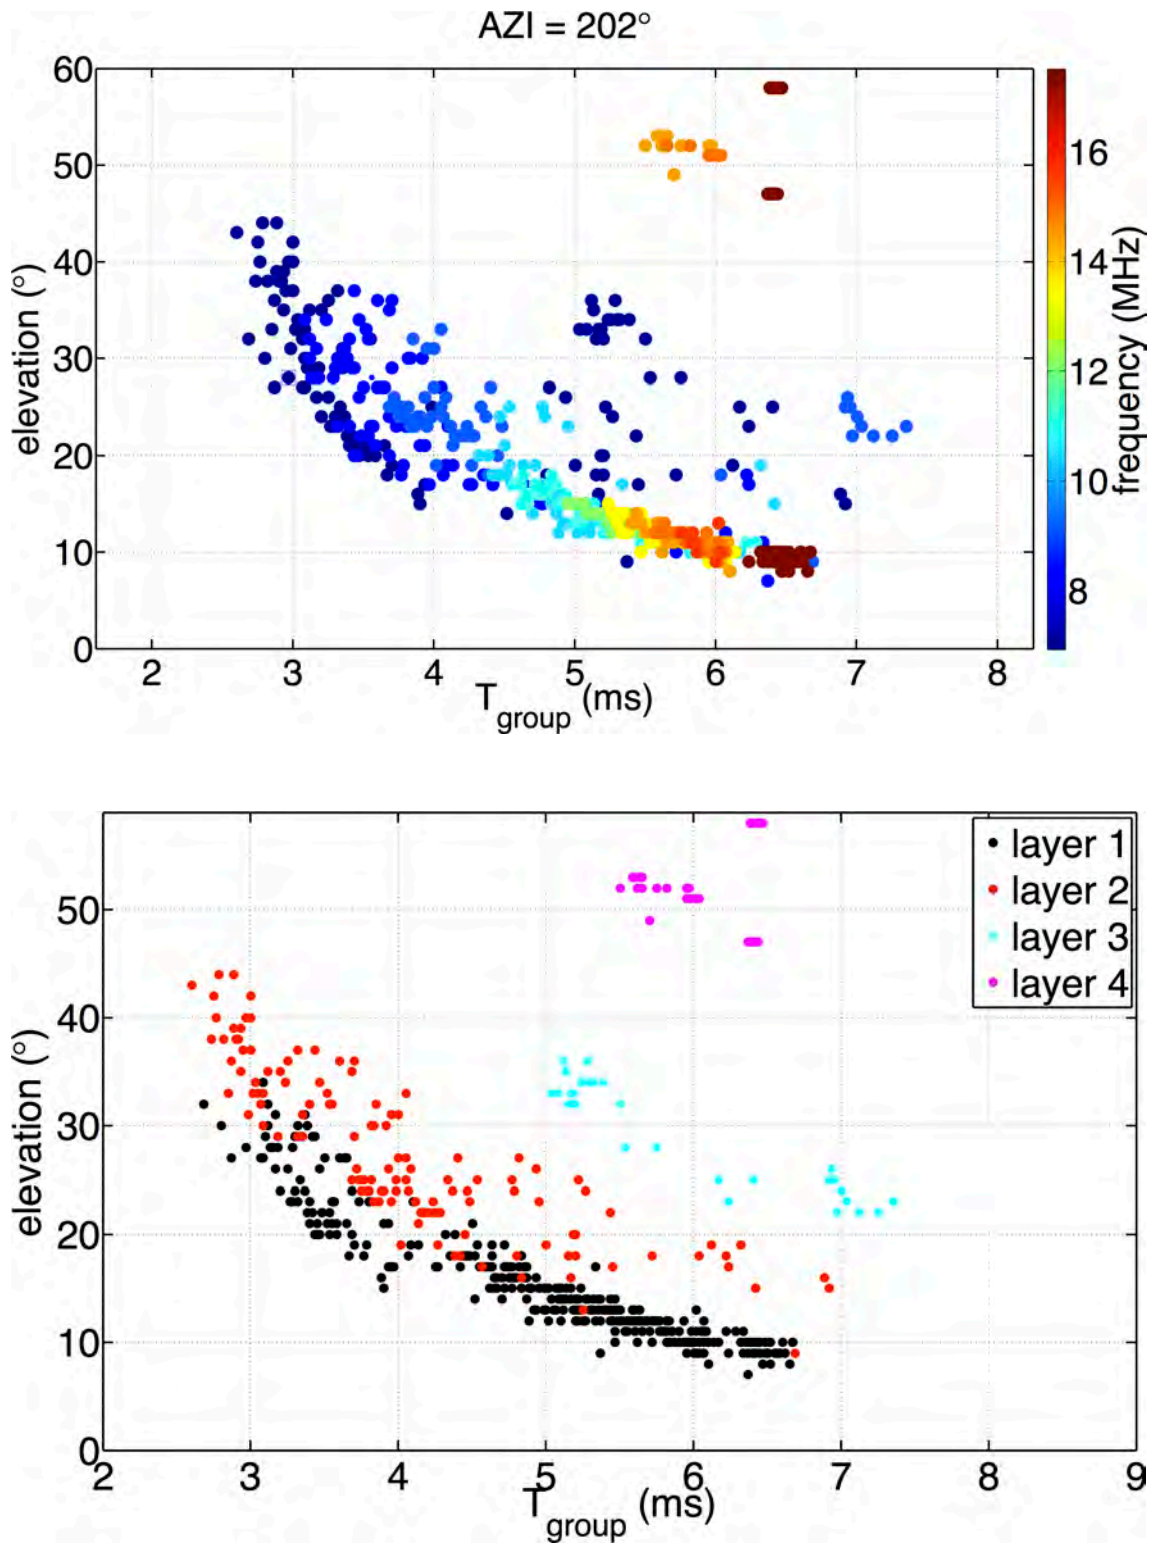 AZI = 202°
60
50
40
30
20
10
0
elevation (°)
2 3 4 5 6 7 8
T_group (ms)
16
14
12
10
8
frequency (MHz)
layer 1
layer 2
layer 3
layer 4
50
40
30
20
10
0
elevation (°)
2 3 4 5 6 7 8 9
T_group (ms)